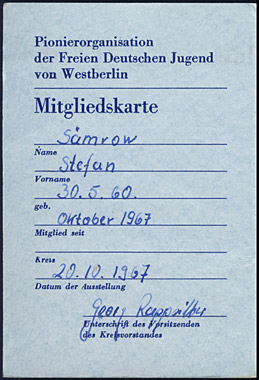 Pionierorganisation
der Freien Deutschen Jugend
von Westberlin
Mitgliedskarte
Sämrow
Name
Stefan
Vorname
30.5.60.
geb.
Oktober 1967
Mitglied seit
Kreis
20.10.1967
Datum der Ausstellung
Georg
Unterschrift des Vorsitzenden
des Kreisvorstandes